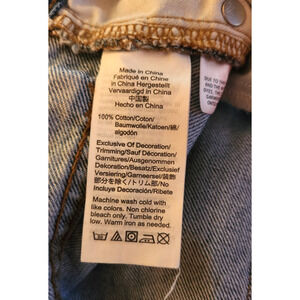 Made in China
Fabriqué en Chine
in China Hergestellt
Vervaardigd in China
中国製
Hecho en China
100% Cotton/Coton/
Baumwolle/Katoen/綿/
algodón
Exclusive Of Decoration/
Trimming/Sauf Décoration/
Garnitures/Ausgenommen
Dekoration/Besatz/Exclusief
Versiering/Garneersel/装飾
部分を除く/トリム部/No
Incluye Decoración/Ribete
Machine wash cold with
like colors. Non chlorine
bleach only. Tumble dry
low. Warm iron as needed.
DUE TO